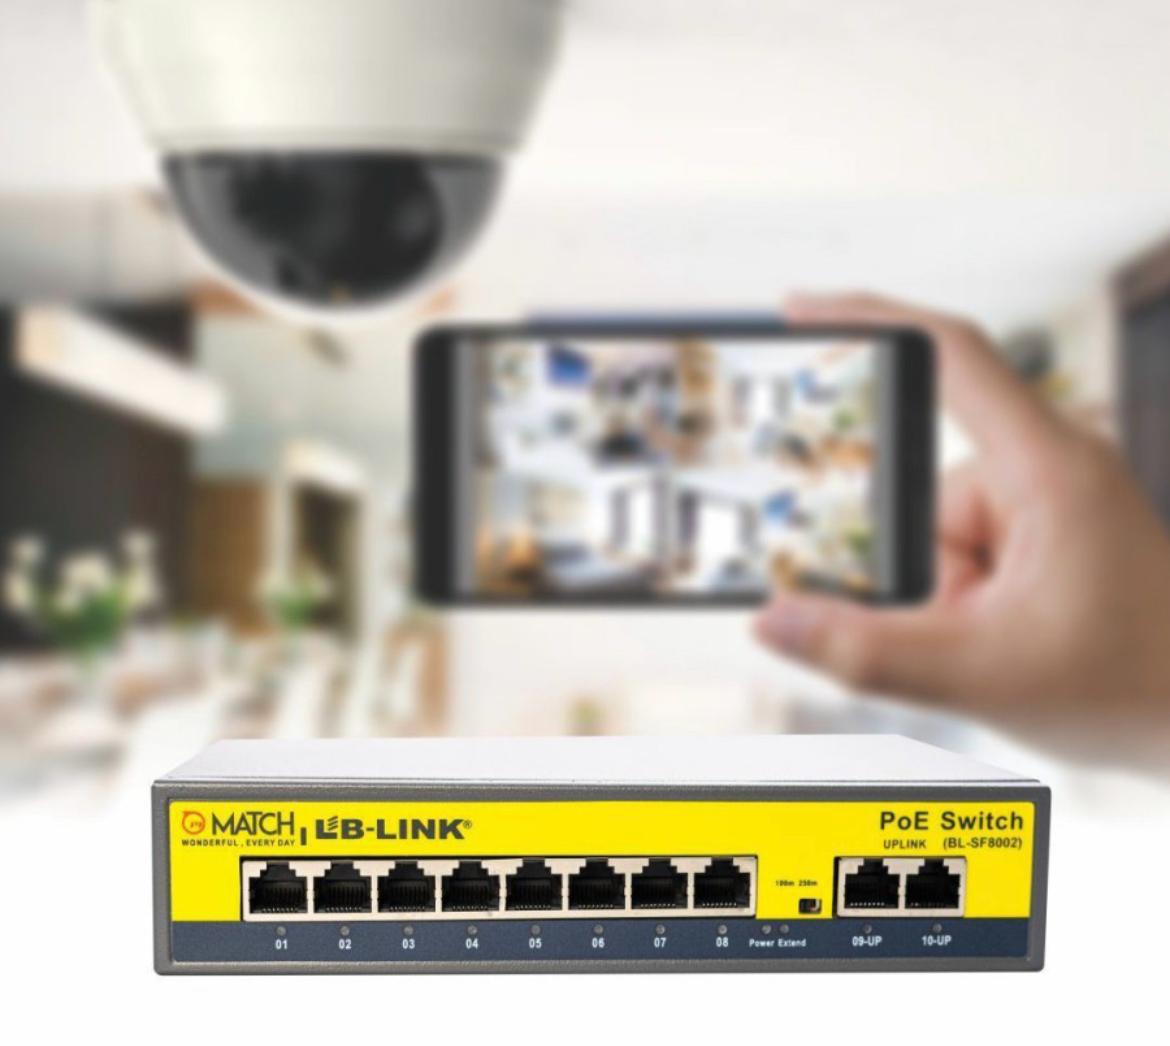 MATCH | LB-LINK®
WONDERFUL, EVERY DAY
PoE Switch
UPLINK (BL-SF8002)
100m 250m
01 02 03 04 05 06 07 08 Power Extend 09-UP 10-UP